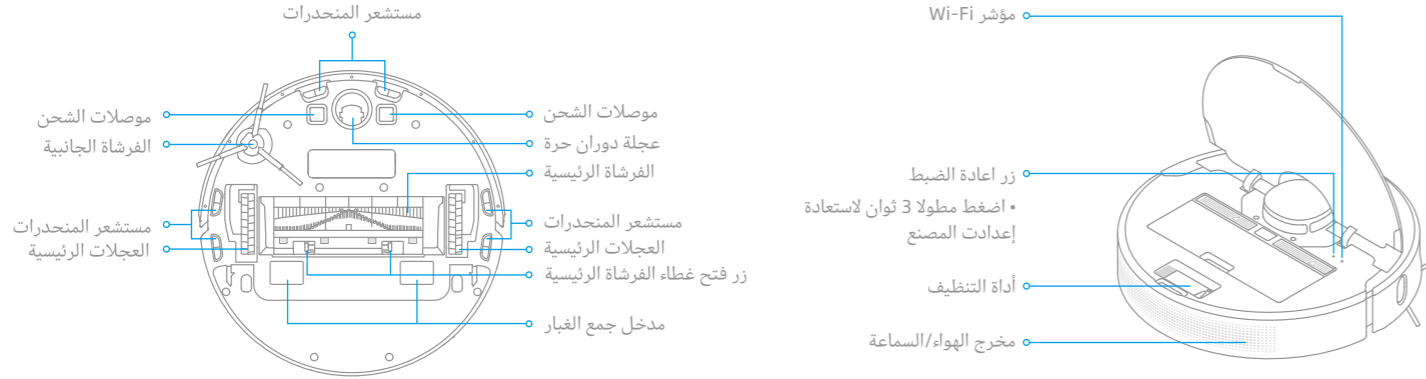 مؤشر Wi-Fi
زر اعادة الضبط
• اضغط مطولا 3 ثوان لاستعادة
إعدادت المصنع
أداة التنظيف
مخرج الهواء/السماعة
مستشعر المنحدرات
موصلات الشحن
عجلة دوران حرة
الفرشاة الرئيسية
مستشعر المنحدرات
العجلات الرئيسية
زر فتح غطاء الفرشاة الرئيسية
مدخل جمع الغبار
موصلات الشحن
الفرشاة الجانبية
مستشعر المنحدرات
العجلات الرئيسية